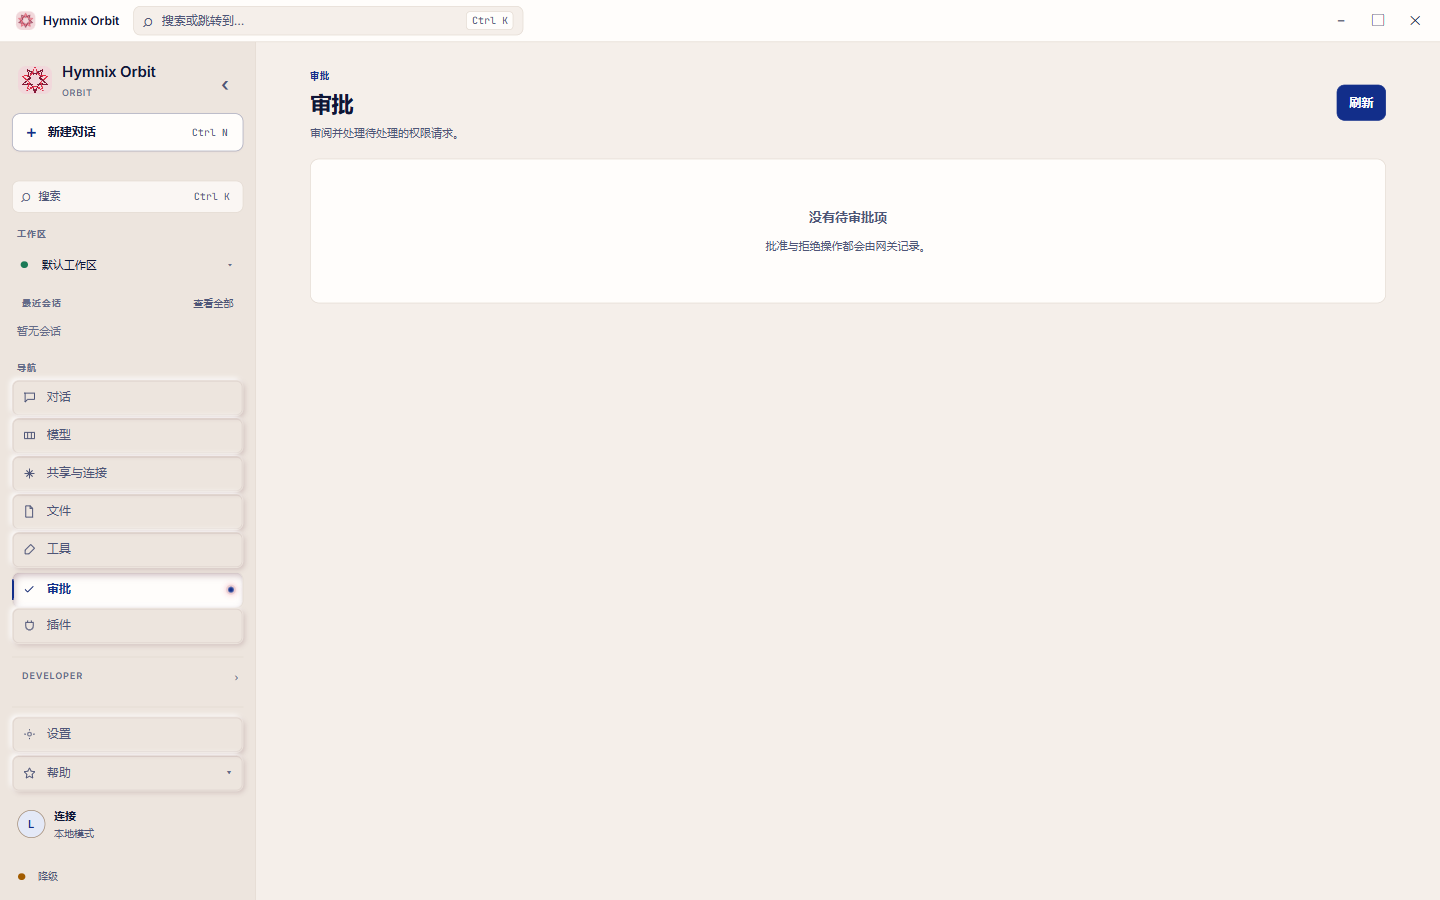 Hymnix Orbit
搜索或跳转到...
Ctrl K
Hymnix Orbit
ORBIT
新建对话
Ctrl N
搜索
Ctrl K
工作区
默认工作区
最近会话
查看全部
暂无会话
导航
对话
模型
共享与连接
文件
工具
审批
插件
DEVELOPER
设置
帮助
L
连接
本地模式
降级
审批
审批
审阅并处理待处理的权限请求。
刷新
没有待审批项
批准与拒绝操作都会由网关记录。